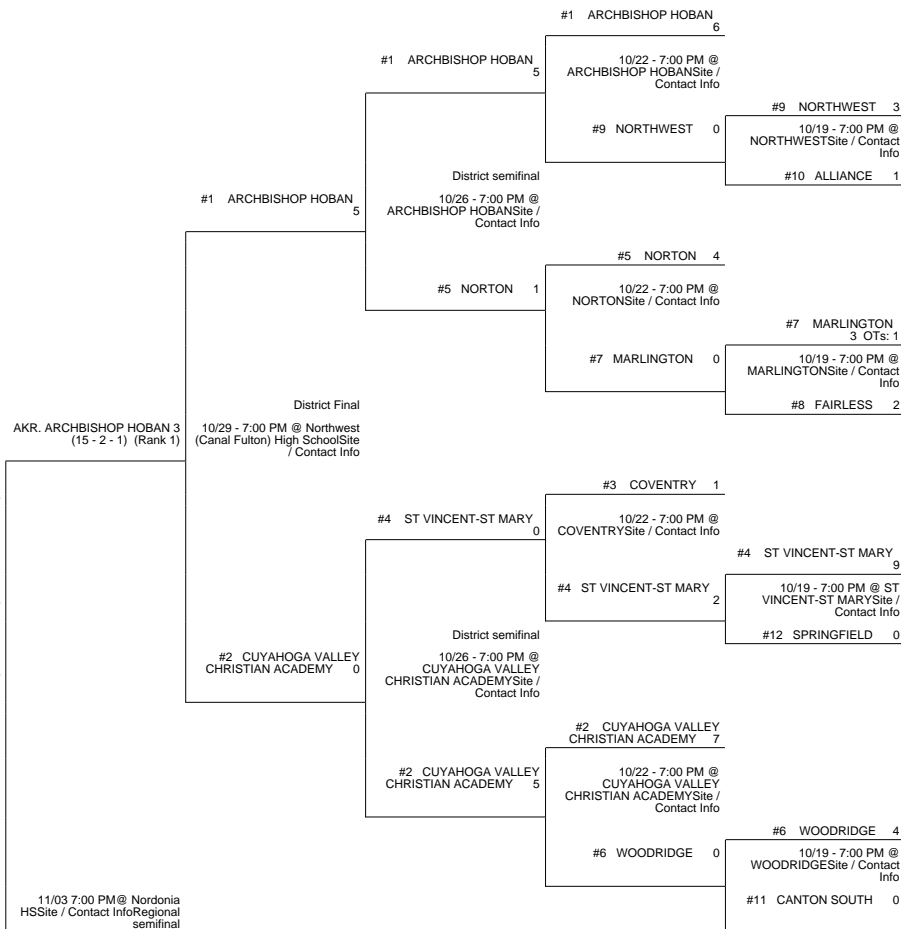 #1 ARCHBISHOP HOBAN
6
#1 ARCHBISHOP HOBAN
5
10/22 - 7:00 PM @
ARCHBISHOP HOBANSite /
Contact Info
#9 NORTHWEST 3
#9 NORTHWEST 0
10/19 - 7:00 PM @
NORTHWESTSite / Contact
Info
#10 ALLIANCE 1
#1 ARCHBISHOP HOBAN
5
District semifinal
10/26 - 7:00 PM @
ARCHBISHOP HOBANSite /
Contact Info
#5 NORTON 4
#5 NORTON 1
10/22 - 7:00 PM @
NORTONSite / Contact Info
#7 MARLINGTON
3 OTs: 1
#7 MARLINGTON 0
10/19 - 7:00 PM @
MARLINGTONSite / Contact
Info
#8 FAIRLESS 2
AKR. ARCHBISHOP HOBAN 3
(15 - 2 - 1) (Rank 1)
District Final
10/29 - 7:00 PM @ Northwest
(Canal Fulton) High SchoolSite
/ Contact Info
#3 COVENTRY 1
#4 ST VINCENT-ST MARY
0
10/22 - 7:00 PM @
COVENTRYSite / Contact Info
#4 ST VINCENT-ST MARY
9
#4 ST VINCENT-ST MARY
2
10/19 - 7:00 PM @ ST
VINCENT-ST MARYSite /
Contact Info
#12 SPRINGFIELD 0
#2 CUYAHOGA VALLEY
CHRISTIAN ACADEMY 0
District semifinal
10/26 - 7:00 PM @
CUYAHOGA VALLEY
CHRISTIAN ACADEMYSite /
Contact Info
#2 CUYAHOGA VALLEY
CHRISTIAN ACADEMY 7
#2 CUYAHOGA VALLEY
CHRISTIAN ACADEMY 5
10/22 - 7:00 PM @
CUYAHOGA VALLEY
CHRISTIAN ACADEMYSite /
Contact Info
#6 WOODRIDGE 4
#6 WOODRIDGE 0
10/19 - 7:00 PM @
WOODRIDGESite / Contact
Info
#11 CANTON SOUTH 0
11/03 7:00 PM@ Nordonia
HSSite / Contact InfoRegional
semifinal